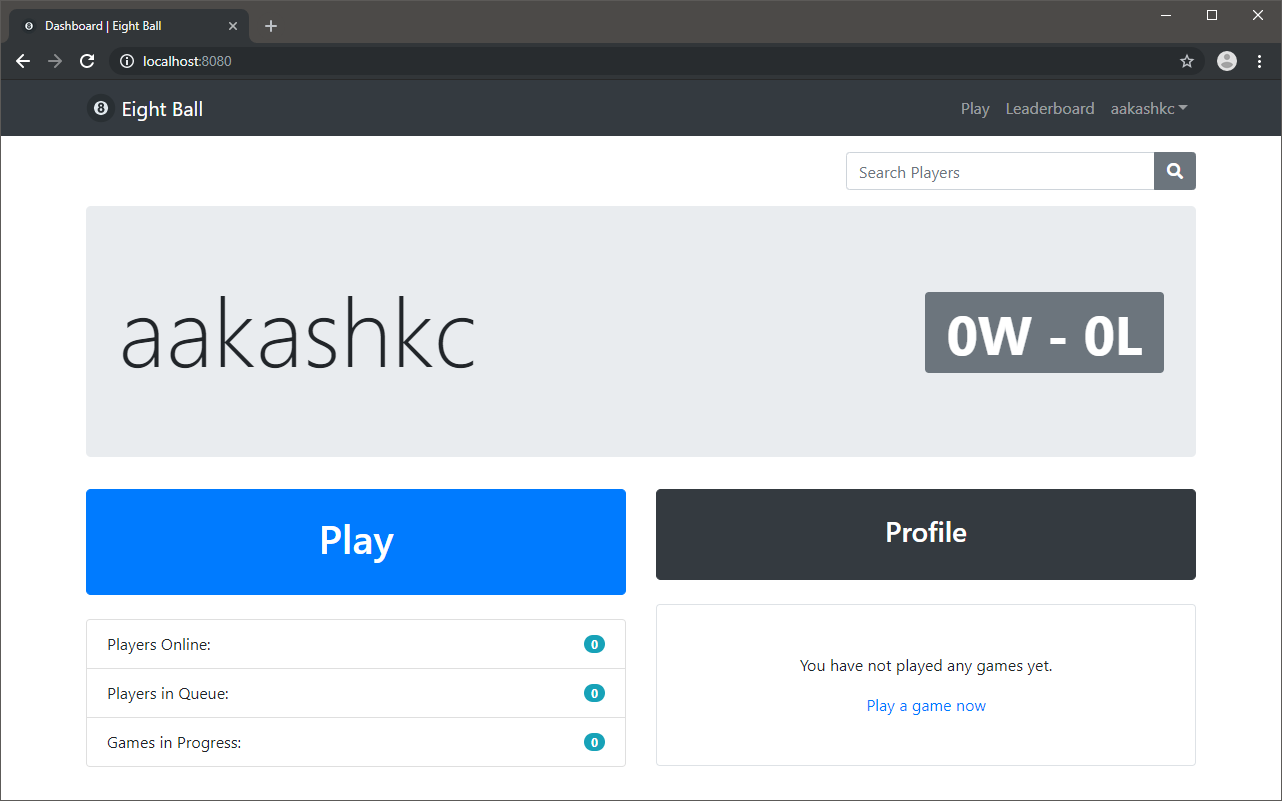 Dashboard | Eight Ball
localhost:8080
8 Eight Ball
Play Leaderboard aakashkc
Search Players
aakashkc
0W - 0L
Play
Profile
Players Online: 0
Players in Queue: 0
Games in Progress: 0
You have not played any games yet.
Play a game now